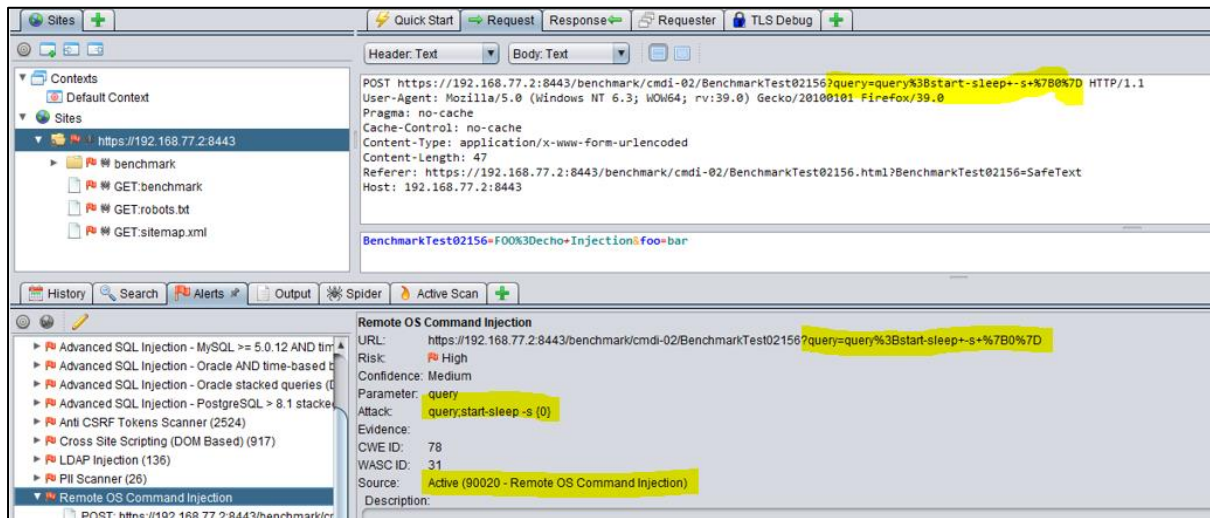 Sites
Quick Start
Request
Response
Requester
TLS Debug
Header: Text
Body: Text
Contexts
Default Context
Sites
https://192.168.77.2:8443
benchmark
GET:benchmark
GET:robots.txt
GET:sitemap.xml
POST https://192.168.77.2:8443/benchmark/cmdi-02/BenchmarkTest02156?query=query%3Bstart-sleep+-s+%7B0%7D HTTP/1.1
User-Agent: Mozilla/5.0 (Windows NT 6.3; WOW64; rv:39.0) Gecko/20100101 Firefox/39.0
Pragma: no-cache
Cache-Control: no-cache
Content-Type: application/x-www-form-urlencoded
Content-Length: 47
Referer: https://192.168.77.2:8443/benchmark/cmdi-02/BenchmarkTest02156.html?BenchmarkTest02156=SafeText
Host: 192.168.77.2:8443
BenchmarkTest02156=FOO%3Decho+Injection&foo=bar
History
Search
Alerts
Output
Spider
Active Scan
Advanced SQL Injection - MySQL >= 5.0.12 AND tim
Advanced SQL Injection - Oracle AND time-based b
Advanced SQL Injection - Oracle stacked queries (D
Advanced SQL Injection - PostgreSQL > 8.1 stacke
Anti CSRF Tokens Scanner (2524)
Cross Site Scripting (DOM Based) (917)
LDAP Injection (136)
PII Scanner (26)
Remote OS Command Injection
POST: https://192.168.77.2:8443/benchmark/c
Remote OS Command Injection
URL: https://192.168.77.2:8443/benchmark/cmdi-02/BenchmarkTest02156?query=query%3Bstart-sleep+-s+%7B0%7D
Risk: High
Confidence: Medium
Parameter: query
Attack: query;start-sleep -s {0}
Evidence:
CWE ID: 78
WASC ID: 31
Source: Active (90020 - Remote OS Command Injection)
Description: